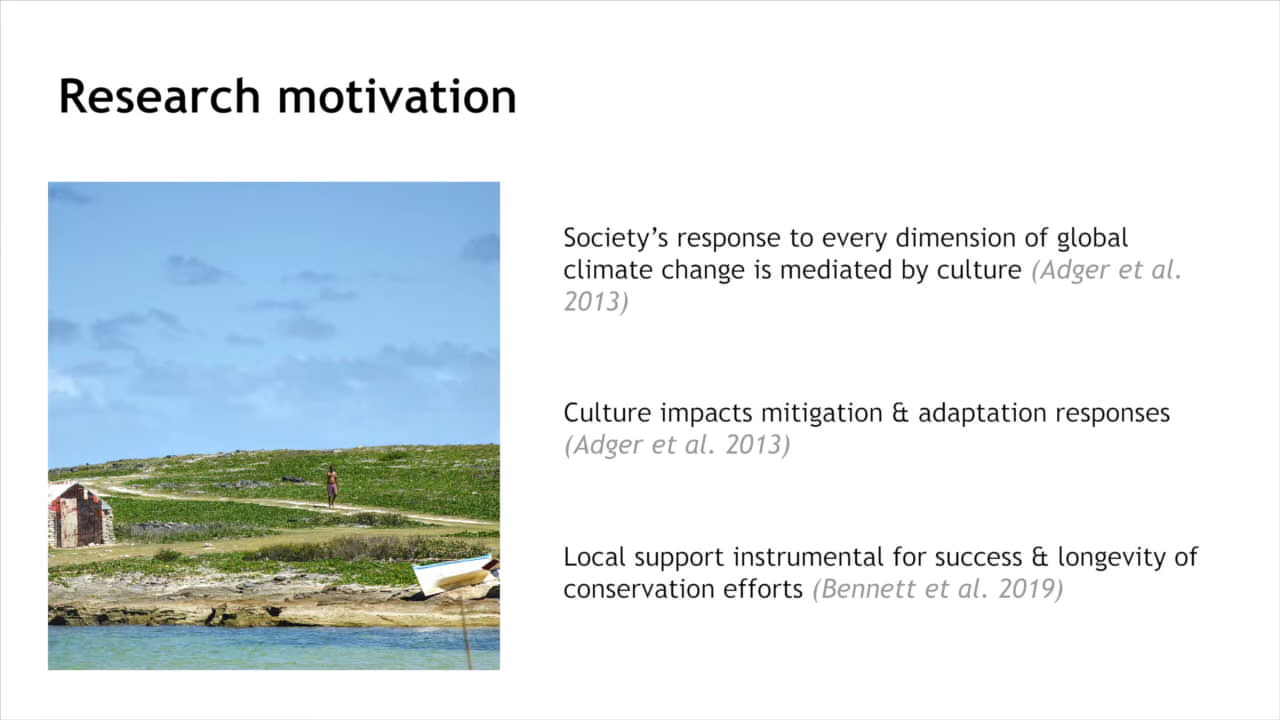 Research motivation
Society’s response to every dimension of global
climate change is mediated by culture (Adger et al.
2013)
Culture impacts mitigation & adaptation responses
(Adger et al. 2013)
Local support instrumental for success & longevity of
conservation efforts (Bennett et al. 2019)